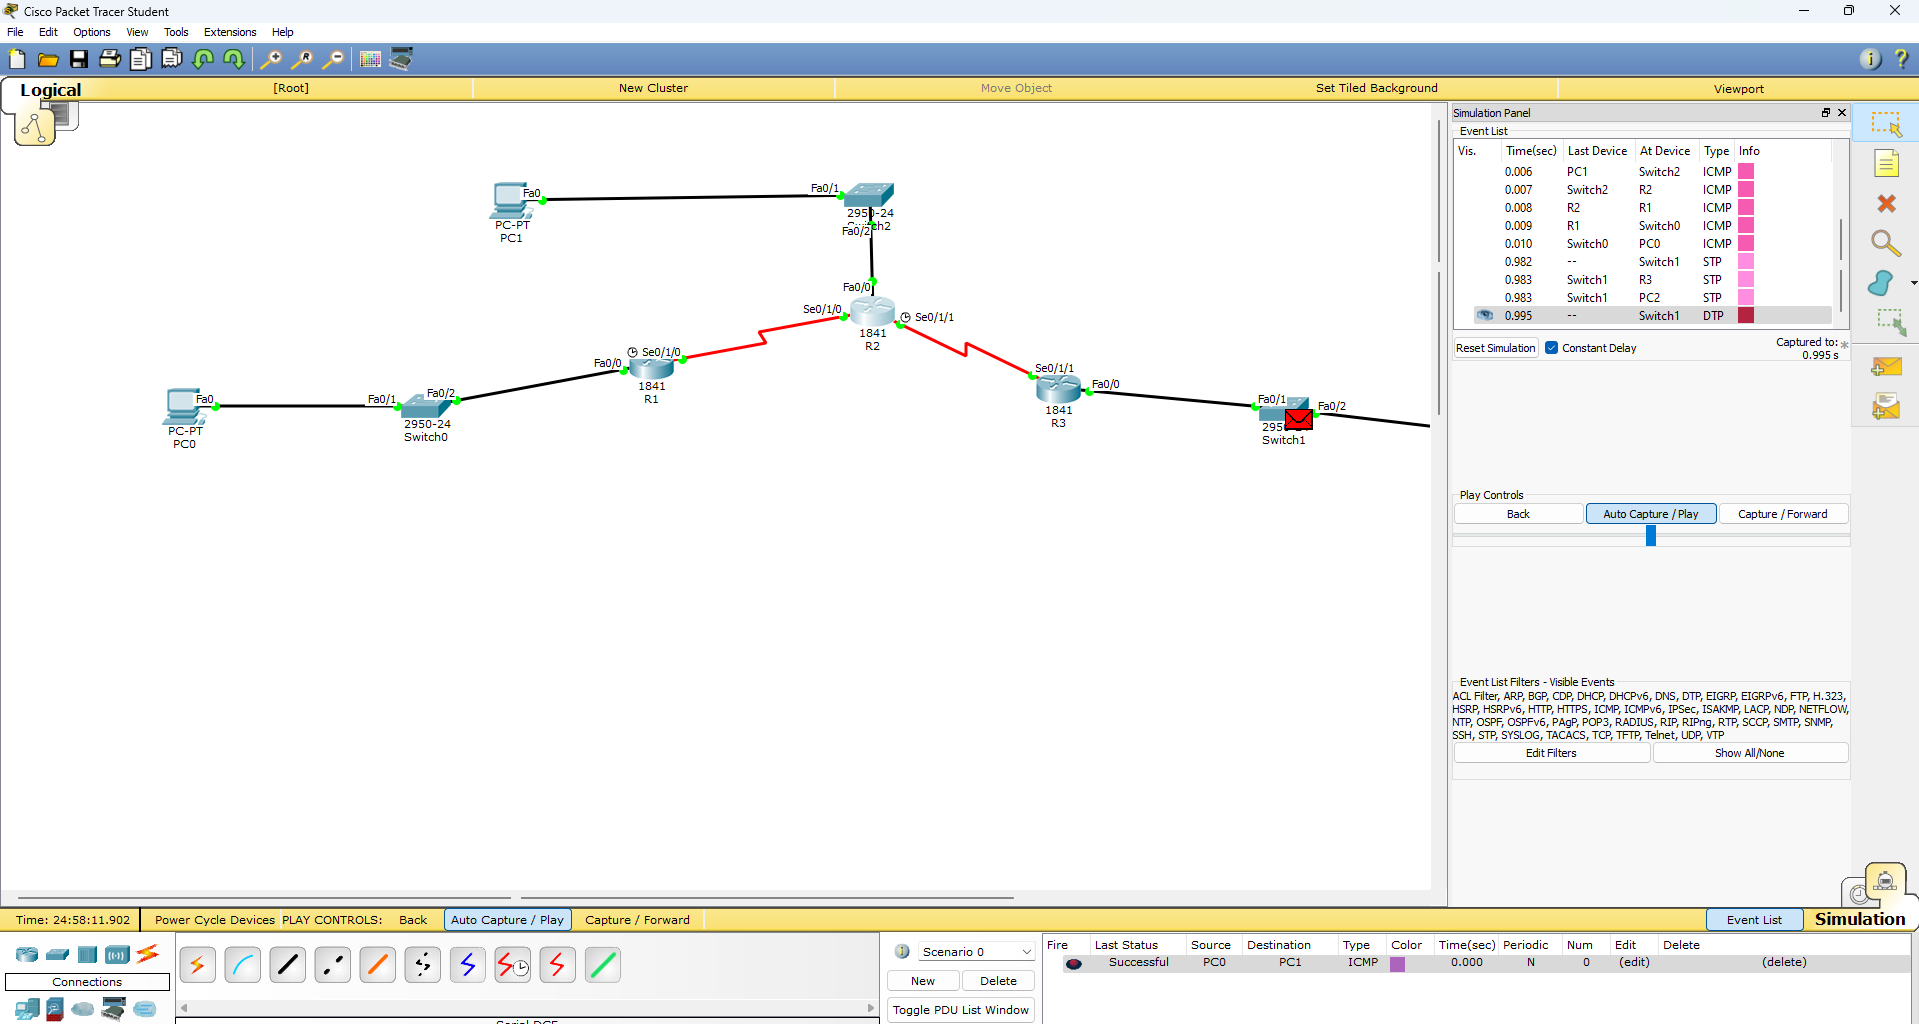 Cisco Packet Tracer Student
File Edit Options View Tools Extensions Help
Logical [Root] New Cluster Move Object Set Tiled Background Viewport
Simulation Panel
Event List
Vis. Time(sec) Last Device At Device Type Info
0.006 PC1 Switch2 ICMP
0.007 Switch2 R2 ICMP
0.008 R2 R1 ICMP
0.009 R1 Switch0 ICMP
0.010 Switch0 PC0 ICMP
0.982 -- Switch1 STP
0.983 Switch1 R3 STP
0.983 Switch1 PC2 STP
0.995 -- Switch1 DTP
Reset Simulation Constant Delay Captured to: *
0.995 s
Fa0 Fa0/1
PC-PT
PC1
Fa0/2
Fa0/0
Se0/1/0 Se0/1/1
1841
R2
Fa0/0 Se0/1/0
1841
R1
Se0/1/1
Fa0/0
1841
R3
Fa0 Fa0/1 Fa0/2
PC-PT
PC0
2950-24
Switch0
Fa0/1 Fa0/2
Switch1
Play Controls
Back Auto Capture / Play Capture / Forward
Event List Filters - Visible Events
ACL Filter, ARP, BGP, CDP, DHCP, DHCPv6, DNS, DTP, EIGRP, EIGRPv6, FTP, H.323,
HSRP, HSRPv6, HTTP, HTTPS, ICMP, ICMPv6, IPSec, ISAKMP, LACP, NDP, NETFLOW,
NTP, OSPF, OSPFv6, PAgP, POP3, RADIUS, RIP, RIPng, RTP, SCCP, SMTP, SNMP,
SSH, STP, SYSLOG, TACACS, TCP, TFTP, Telnet, UDP, VTP
Edit Filters Show All/None
Time: 24:58:11.902 Power Cycle Devices PLAY CONTROLS: Back Auto Capture / Play Capture / Forward Event List Simulation
Connections
Scenario 0
New Delete
Toggle PDU List Window
Fire Last Status Source Destination Type Color Time(sec) Periodic Num Edit Delete
Successful PC0 PC1 ICMP 0.000 N 0 (edit) (delete)